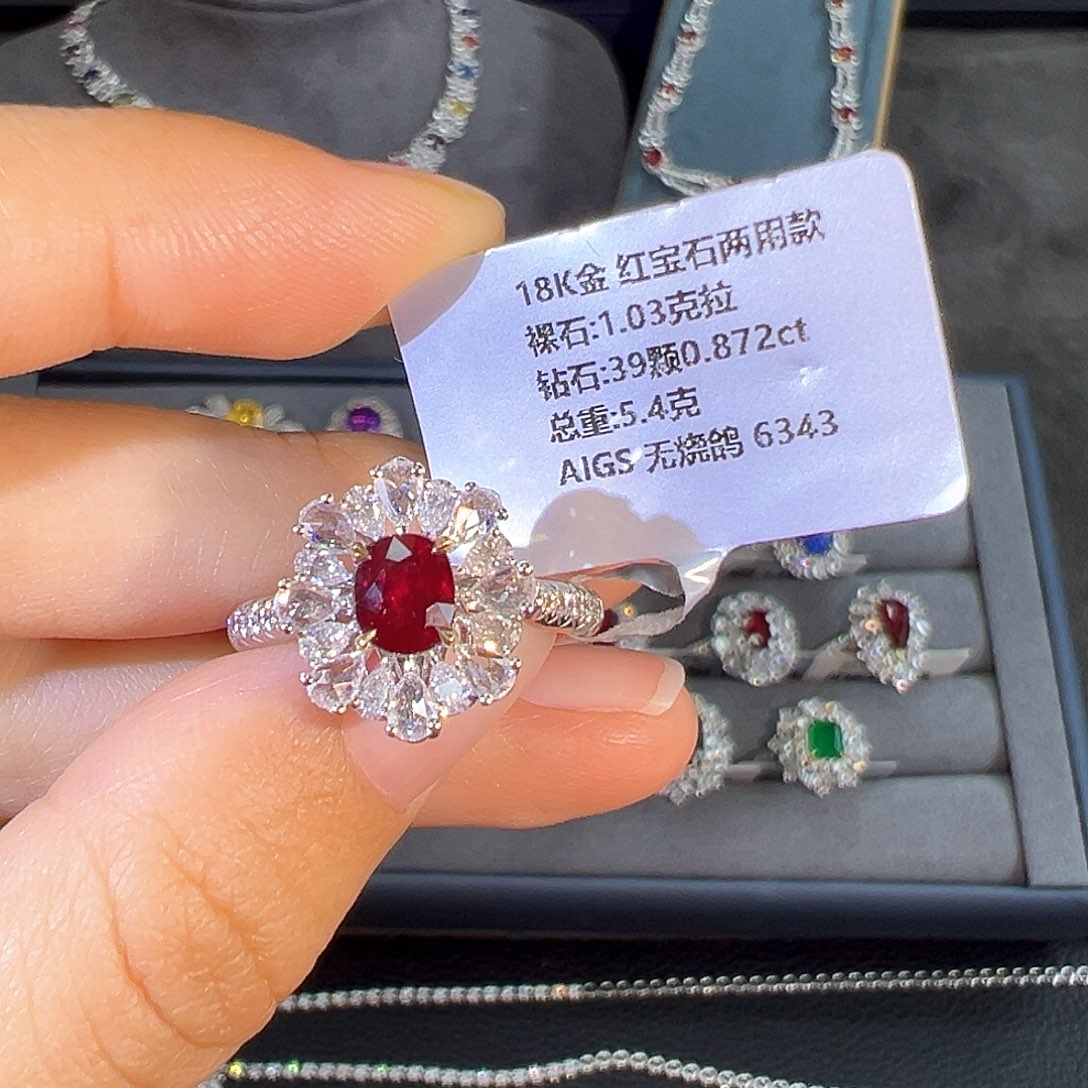 18K金 红宝石两用款
裸石:1.03克拉
钻石:39颗0.872ct
总重:5.4克
AIGS 无烧鸽 6343